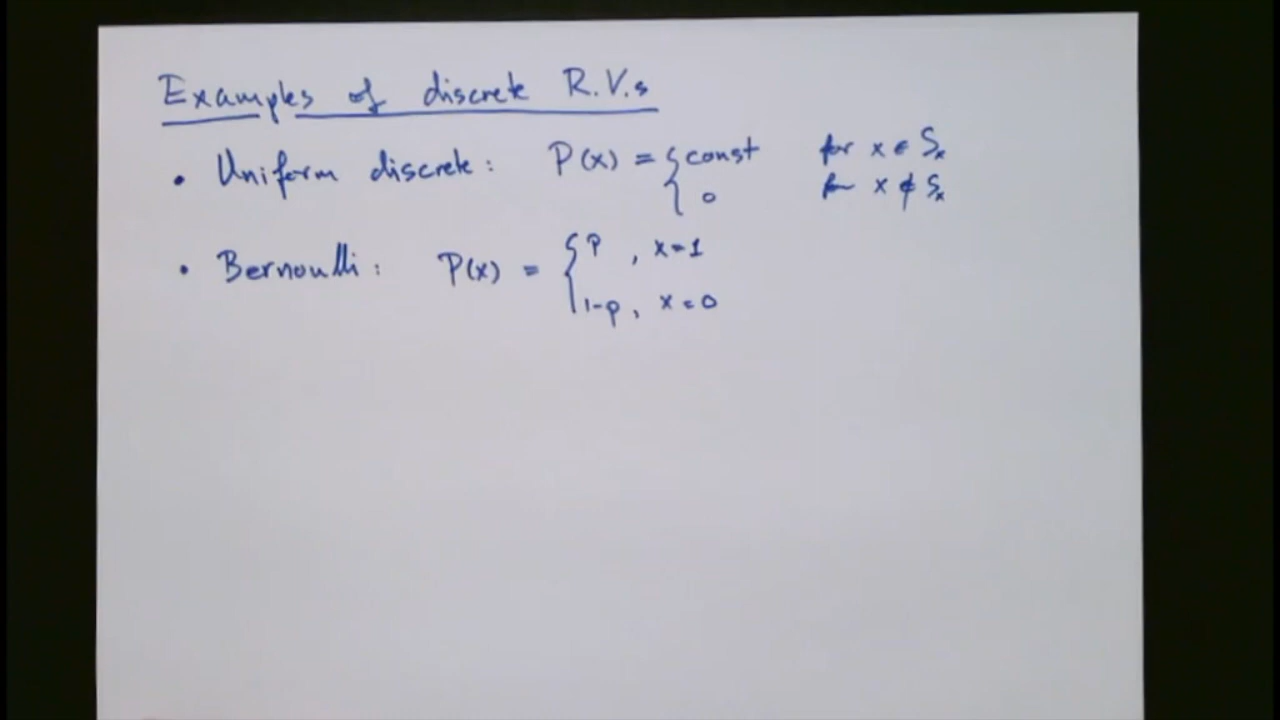 Examples of discrete R.V.s
• Uniform discrete: P(x) = { const for x ∈ Sx
0 for x ∉ Sx
• Bernoulli: P(x) = { p , x=1
1-p, x=0